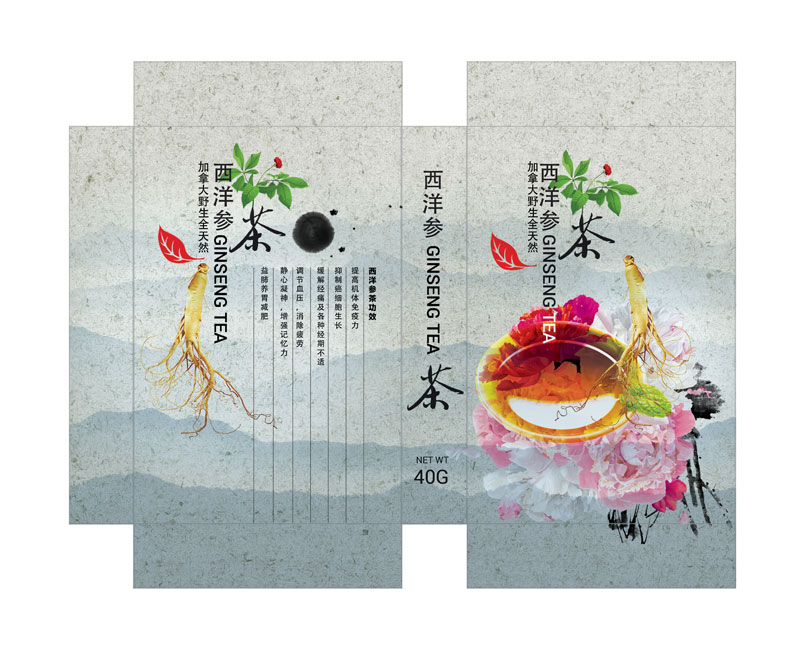 西洋参 GINSENG TEA
加拿大野生全天然
茶
西洋参茶功效
提高机体免疫力
抑制癌细胞生长
缓解经痛及各种经期不适
调节血压，消除疲劳
静心凝神，增强记忆力
益肺养胃减肥
西洋参 GINSENG TEA
茶
NET WT
40G
西洋参 GINSENG TEA
加拿大野生全天然
茶